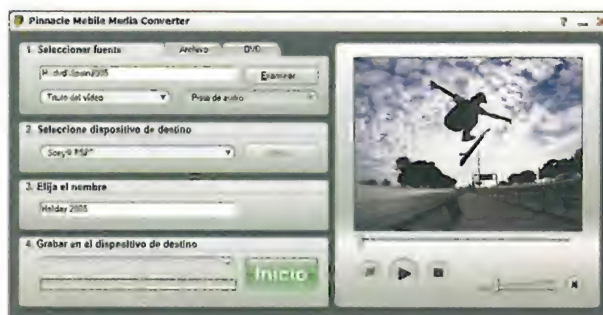 Pinnacle Mobile Media Converter
1. Seleccionar fuente
Archivo
DVD
Examinar
Título del vídeo
Pista de audio
2. Seleccione dispositivo de destino
Sony® PSP™
3. Elija el nombre
Holiday 2005
4. Grabar en el dispositivo de destino
Inicio